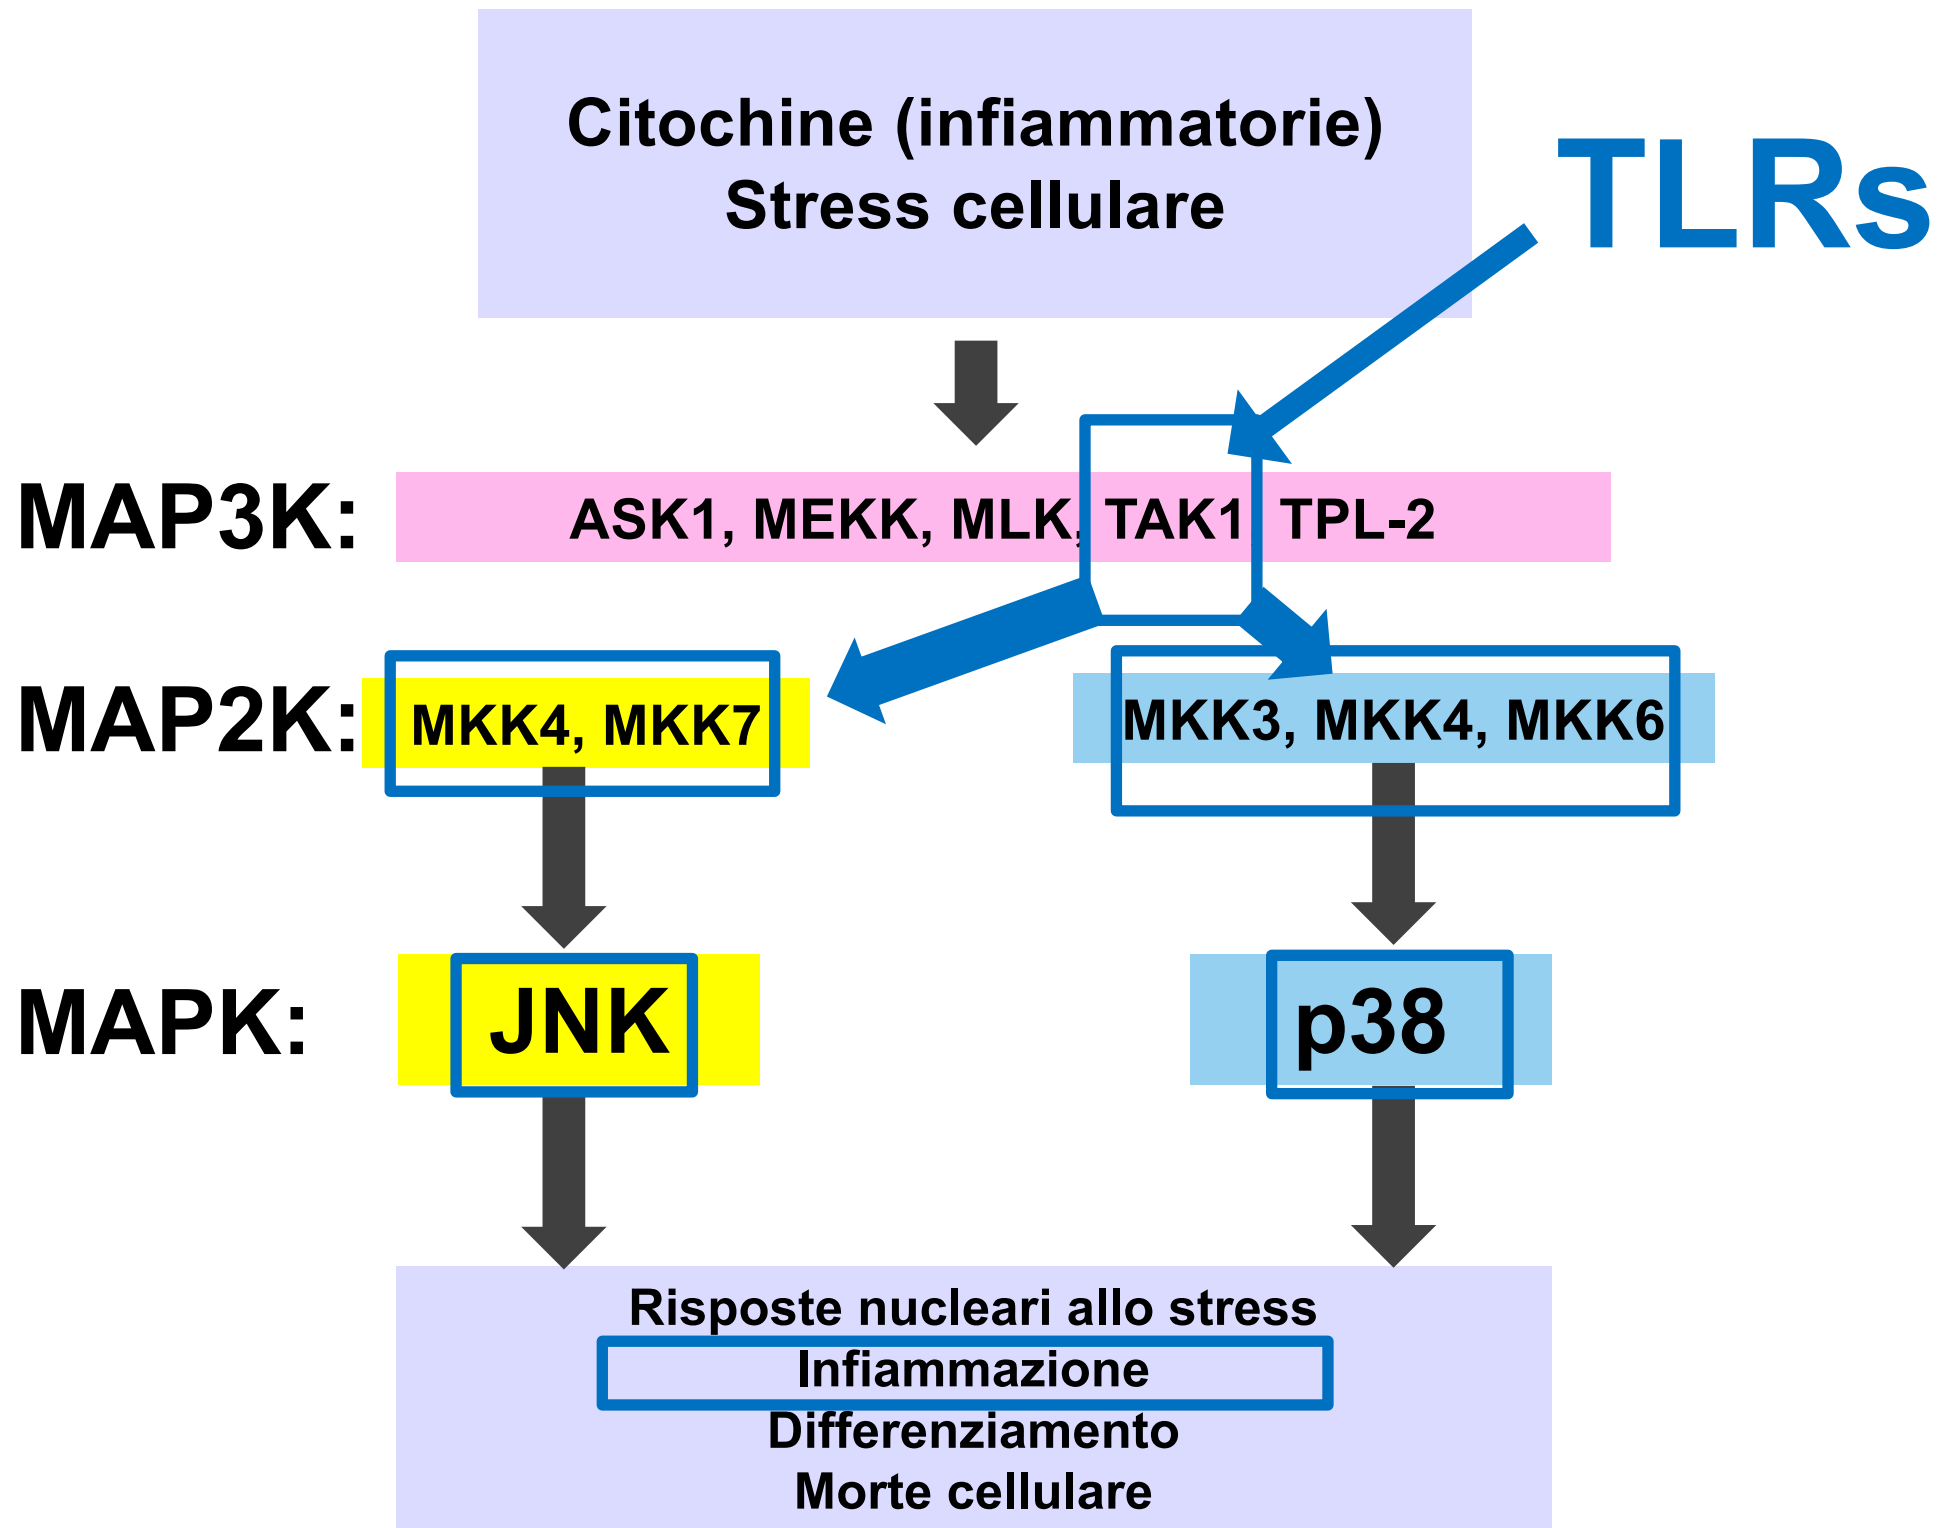 Citochine (infiammatorie)
Stress cellulare
TLRs
MAP3K:
ASK1, MEKK, MLK, TAK1 TPL-2
MAP2K:
MKK4, MKK7
MKK3, MKK4, MKK6
MAPK:
JNK
p38
Risposte nucleari allo stress
Infiammazione
Differenziamento
Morte cellulare